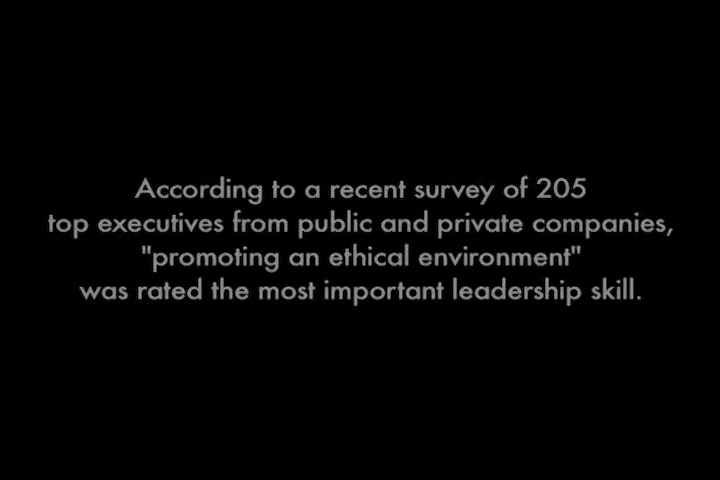 According to a recent survey of 205
top executives from public and private companies,
"promoting an ethical environment"
was rated the most important leadership skill.